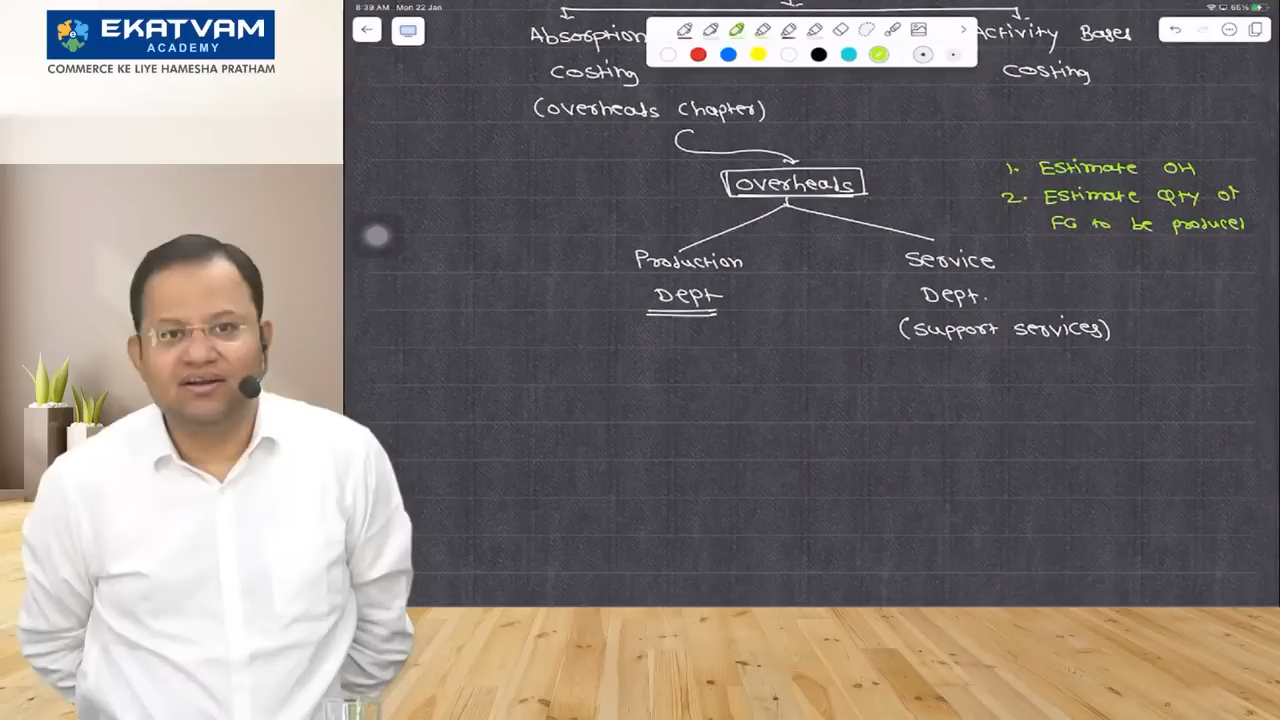 EKATVAM
ACADEMY
COMMERCE KE LIYE HAMESHA PRATHAM
8:39 AM Mon 22 Jan
65%
Absorption
Costing
(Overheads Chapter)
Activity Based
Costing
Overheads
Production
Dept
Service
Dept.
(Support services)
1. Estimate OH
2. Estimate Qty of
FG to be produced